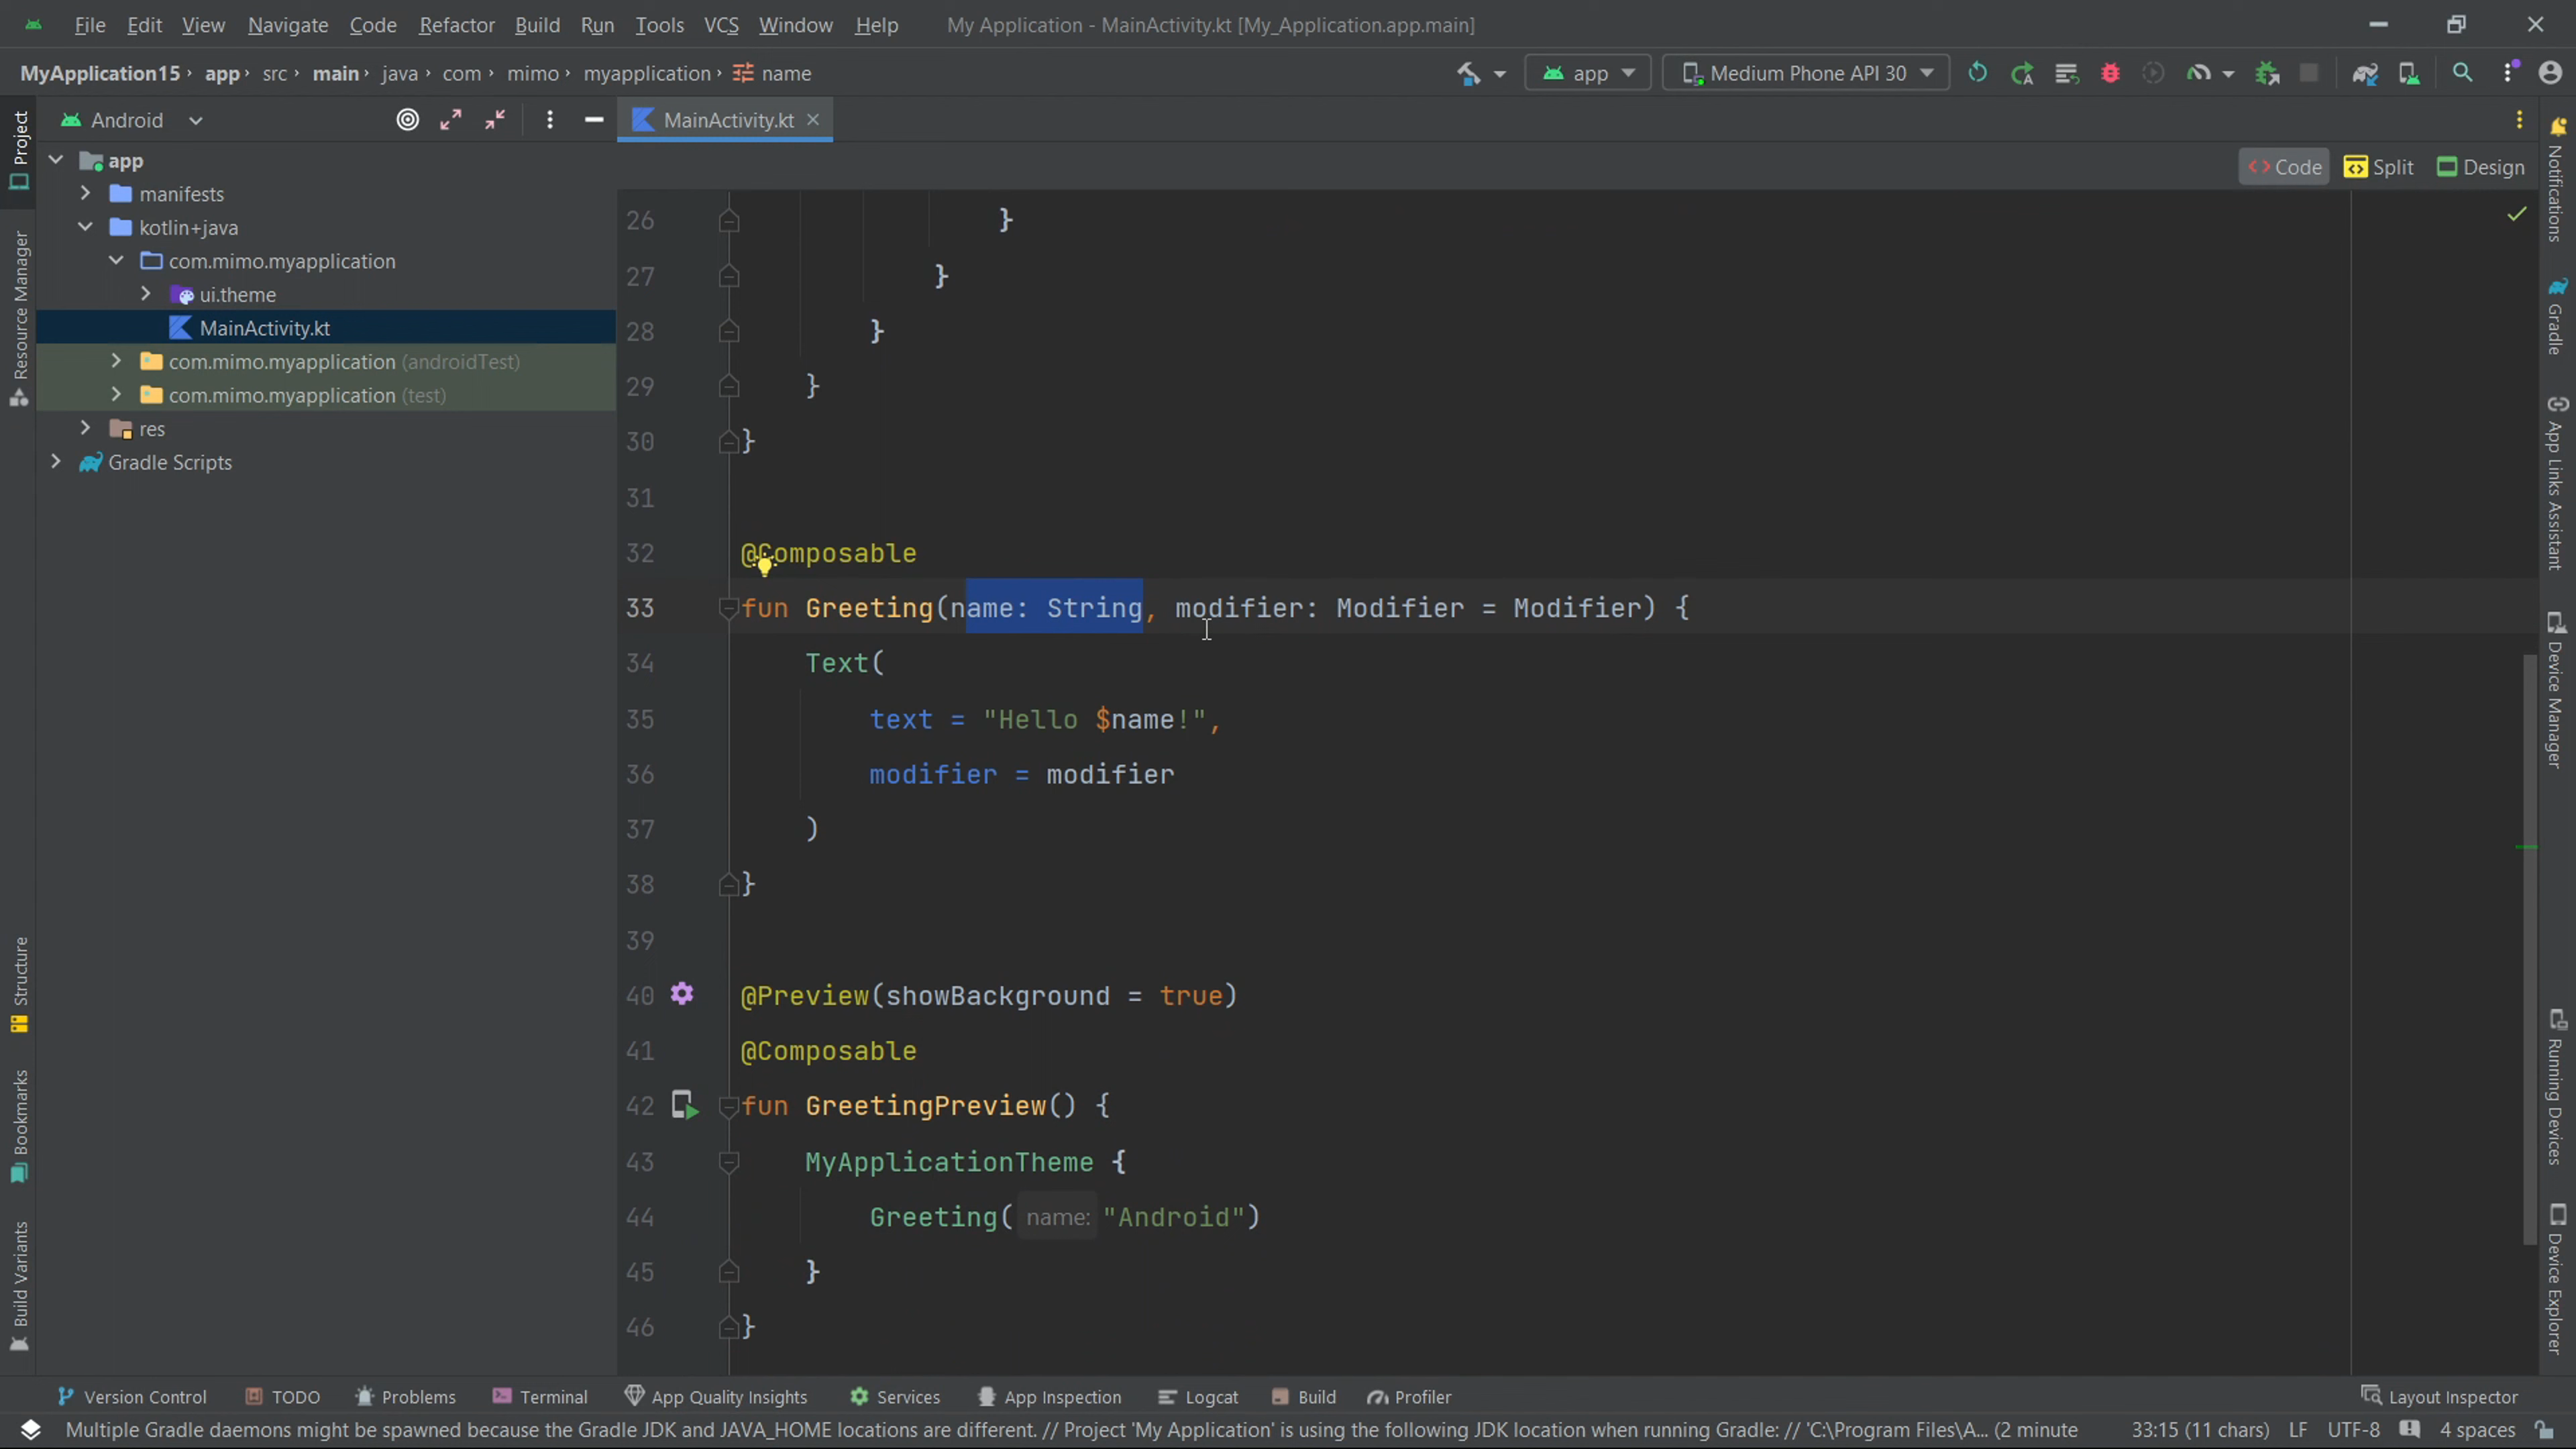 File Edit View Navigate Code Refactor Build Run Tools VCS Window Help My Application - MainActivity.kt [My_Application.app.main]
MyApplication15 app src main java com mimo myapplication name app Medium Phone API 30
Project
Android
MainActivity.kt
Code Split Design
app
manifests
kotlin+java
com.mimo.myapplication
ui.theme
MainActivity.kt
com.mimo.myapplication (androidTest)
com.mimo.myapplication (test)
res
Gradle Scripts
Resource Manager
Structure
Bookmarks
Build Variants
26 }
27 }
28 }
29 }
30 }
31
32 @Composable
33 fun Greeting(name: String, modifier: Modifier = Modifier) {
34 Text(
35 text = "Hello $name!",
36 modifier = modifier
37 )
38 }
39
40 @Preview(showBackground = true)
41 @Composable
42 fun GreetingPreview() {
43 MyApplicationTheme {
44 Greeting( name: "Android")
45 }
46 }
Notifications
Gradle
App Links Assistant
Device Manager
Running Devices
Device Explorer
Version Control TODO Problems Terminal App Quality Insights Services App Inspection Logcat Build Profiler Layout Inspector
Multiple Gradle daemons might be spawned because the Gradle JDK and JAVA_HOME locations are different. // Project 'My Application' is using the following JDK location when running Gradle: // 'C:\Program Files\A... (2 minute 33:15 (11 chars) LF UTF-8 4 spaces